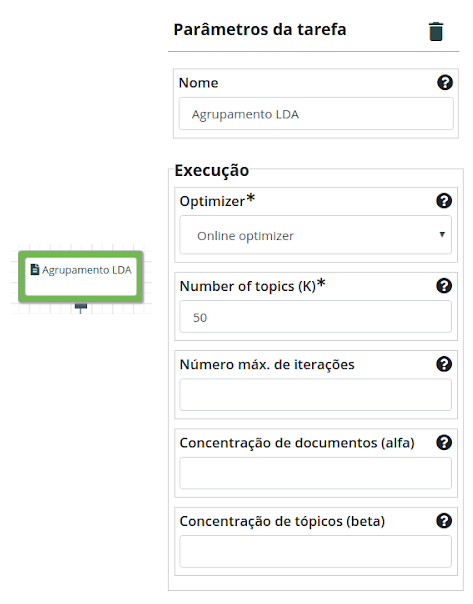 Parâmetros da tarefa
Nome
Agrupamento LDA
Execução
Optimizer*
Online optimizer
Agrupamento LDA
Number of topics (K)*
50
Número máx. de iterações
Concentração de documentos (alfa)
Concentração de tópicos (beta)